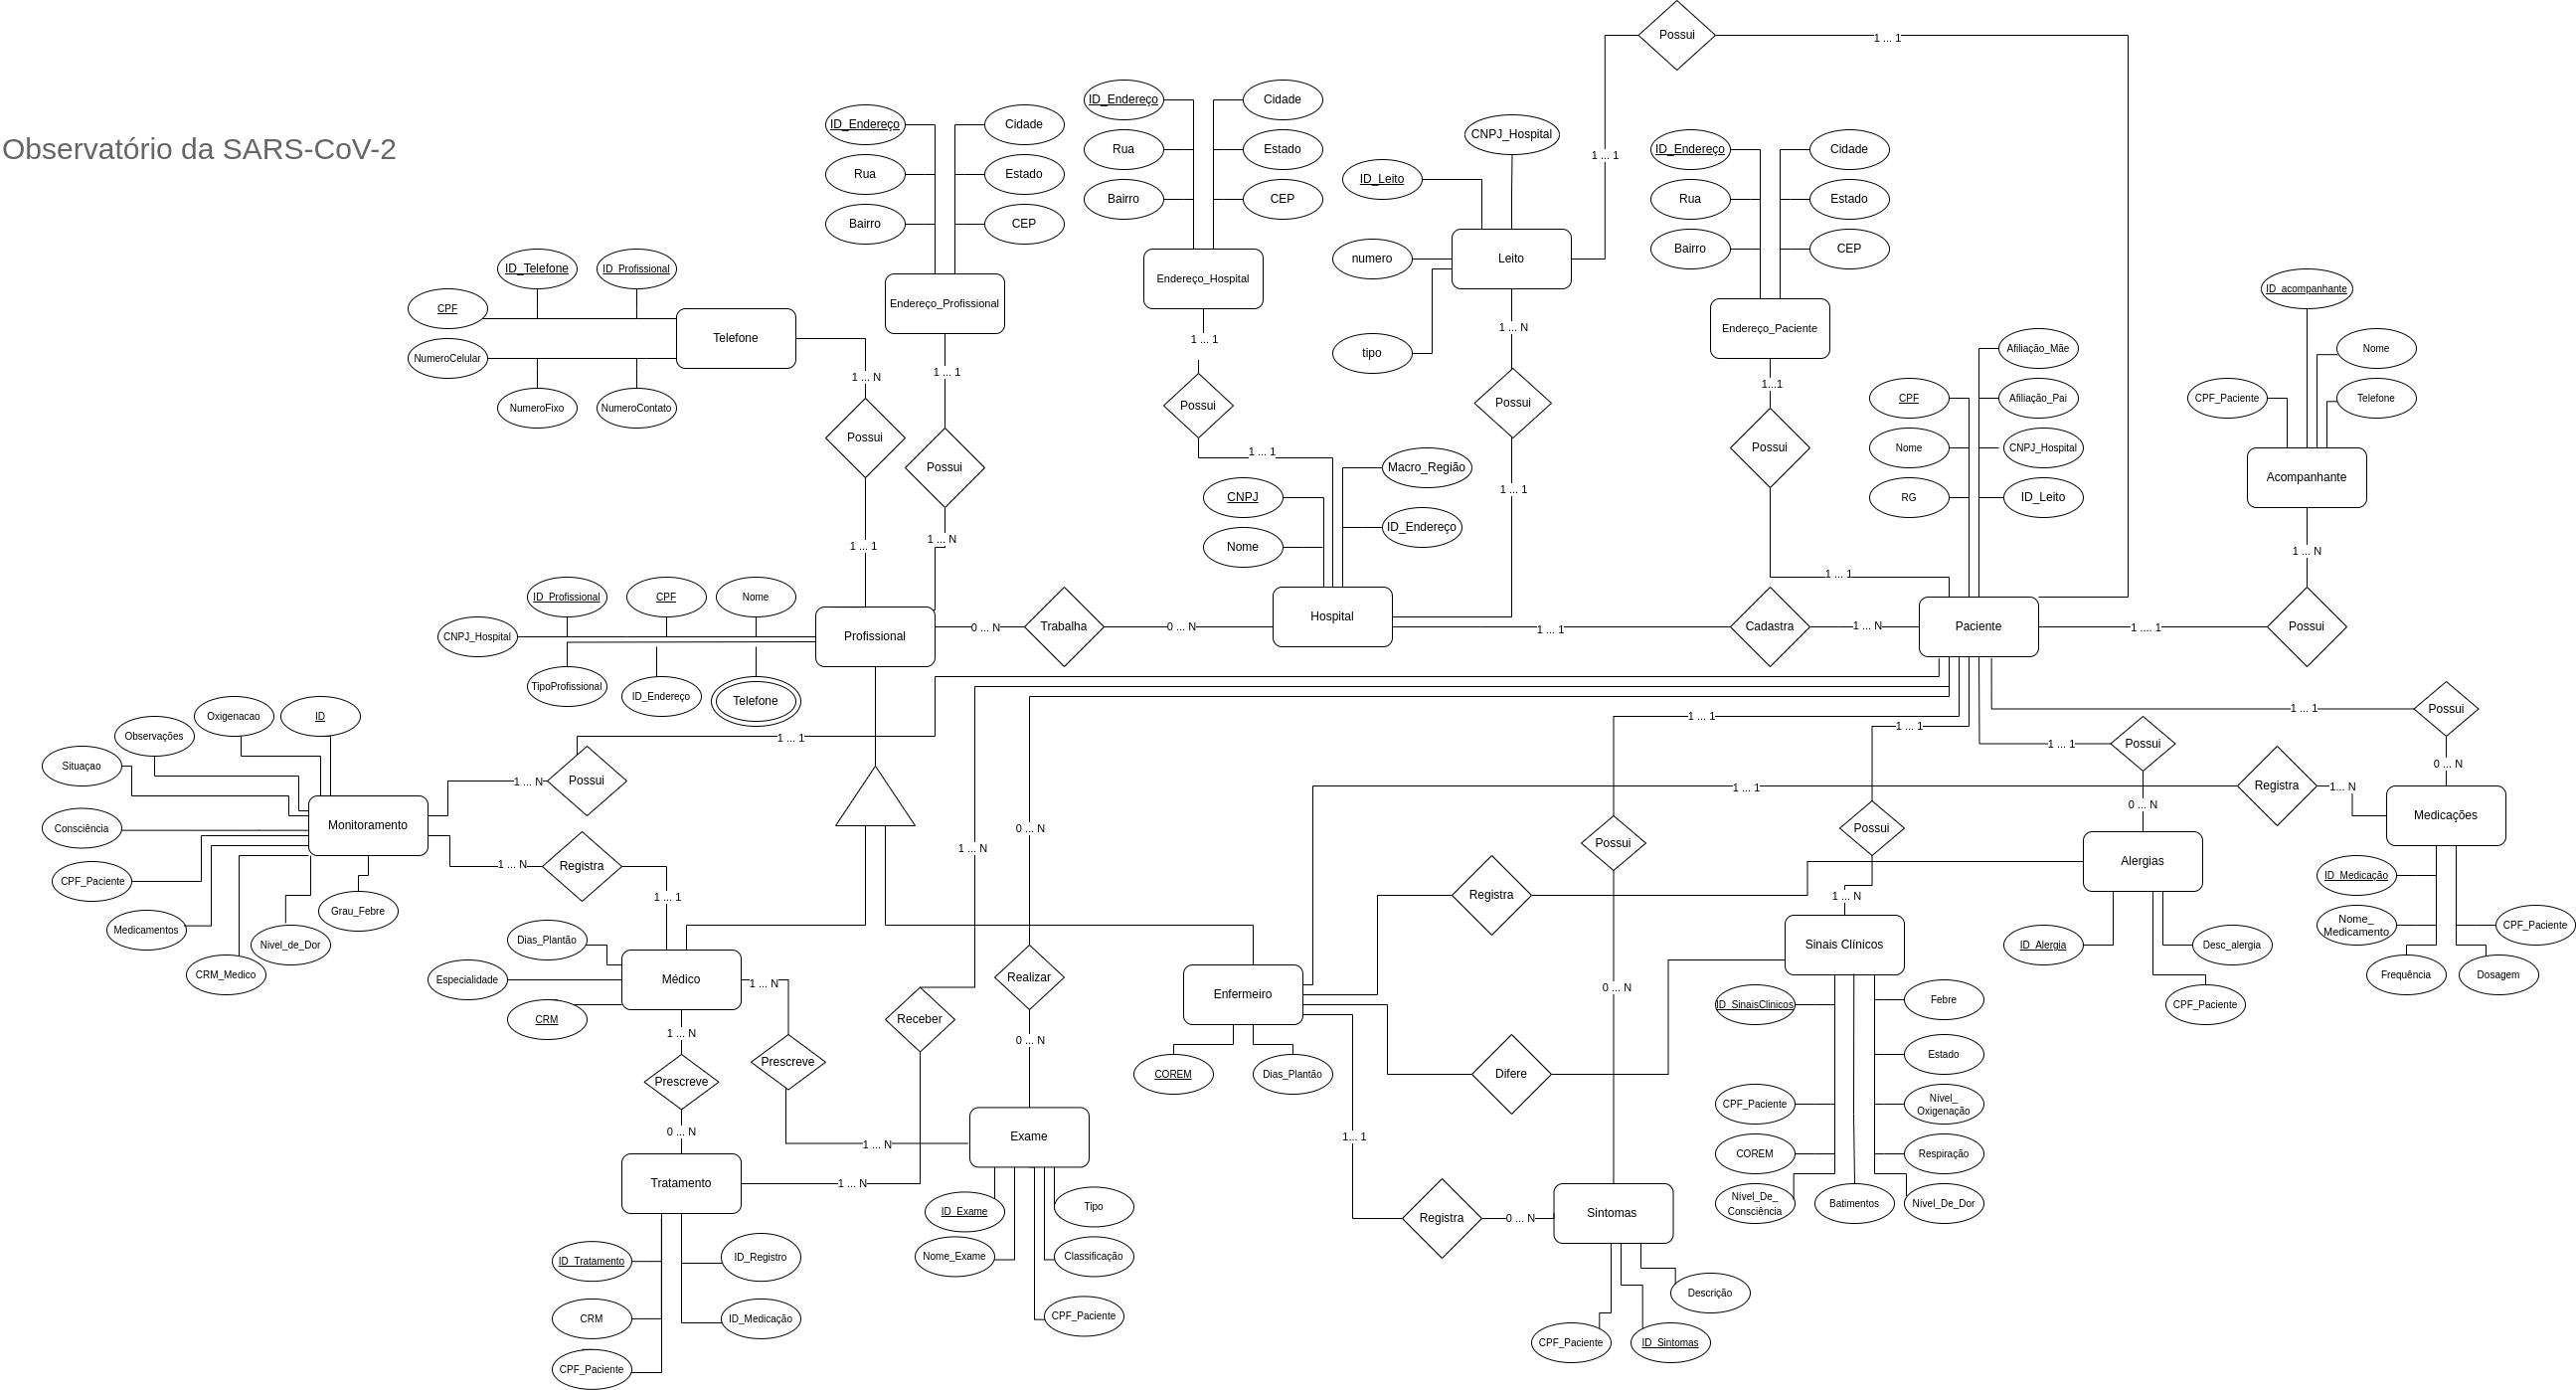 Possui
1 ... 1
ID_Endereço
Cidade
Rua
Estado
Bairro
CEP
ID_Endereço
Cidade
Rua
Estado
Bairro
CEP
CNPJ_Hospital
ID_Leito
1 ... 1
ID_Endereço
Cidade
Rua
Estado
Bairro
CEP
Observatório da SARS-CoV-2
ID_Telefone
ID_Profissional
CPF
NumeroCelular
NumeroFixo
NumeroContato
Telefone
Endereço_Profissional
Endereço_Hospital
numero
Leito
tipo
Endereço_Paciente
ID_acompanhante
Nome
CPF_Paciente
Telefone
Acompanhante
1 ... N
1 ... 1
1 ... 1
1 ... N
1...1
Possui
Possui
Possui
Possui
Possui
CPF
Afiliação_Mãe
Afiliação_Pai
Nome
CNPJ_Hospital
RG
ID_Leito
1 ... 1
1 ... N
1 ... 1
1 ... 1
1 ... 1
1 ... N
CNPJ
Macro_Região
Nome
ID_Endereço
ID_Profissional
CPF
Nome
CNPJ_Hospital
TipoProfissional
ID_Endereço
Telefone
Profissional
0 ... N
Trabalha
0 ... N
Hospital
1 ... 1
Cadastra
1 ... N
Paciente
1 .... 1
Possui
Oxigenacao
ID
Observações
Situaçao
Consciência
CPF_Paciente
Medicamentos
CRM_Medico
Nivel_de_Dor
Grau_Febre
Monitoramento
1 ... N
Possui
1 ... 1
1 ... N
Registra
1 ... 1
1 ... N
0 ... N
1 ... 1
1 ... 1
1 ... 1
1 ... 1
Possui
Possui
Possui
Possui
0 ... N
0 ... N
1 ... 1
Registra
1... N
Medicações
Alergias
Registra
1 ... N
Sinais Clínicos
ID_Medicação
Nome_
Medicamento
CPF_Paciente
Frequência
Dosagem
ID_Alergia
Desc_alergia
CPF_Paciente
Dias_Plantão
Especialidade
CRM
Médico
1 ... N
1 ... N
Prescreve
Prescreve
Receber
Realizar
Enfermeiro
0 ... N
0 ... N
COREM
Dias_Plantão
Difere
0 ... N
ID_SinaisClinicos
Febre
Estado
CPF_Paciente
Nível_
Oxigenação
COREM
Respiração
Nível_De_
Consciência
Batimentos
Nível_De_Dor
Exame
1 ... N
1... 1
Tratamento
1 ... N
ID_Exame
Tipo
Nome_Exame
Classificação
CPF_Paciente
Registra
0 ... N
Sintomas
ID_Tratamento
ID_Registro
CRM
ID_Medicação
CPF_Paciente
Descrição
CPF_Paciente
ID_Sintomas